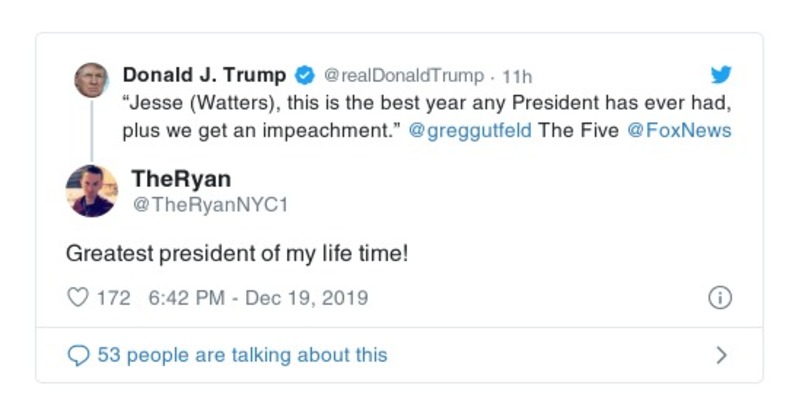 Donald J. Trump @realDonaldTrump · 11h
“Jesse (Watters), this is the best year any President has ever had,
plus we get an impeachment.” @greggutfeld The Five @FoxNews
TheRyan
@TheRyanNYC1
Greatest president of my life time!
172 6:42 PM - Dec 19, 2019
53 people are talking about this